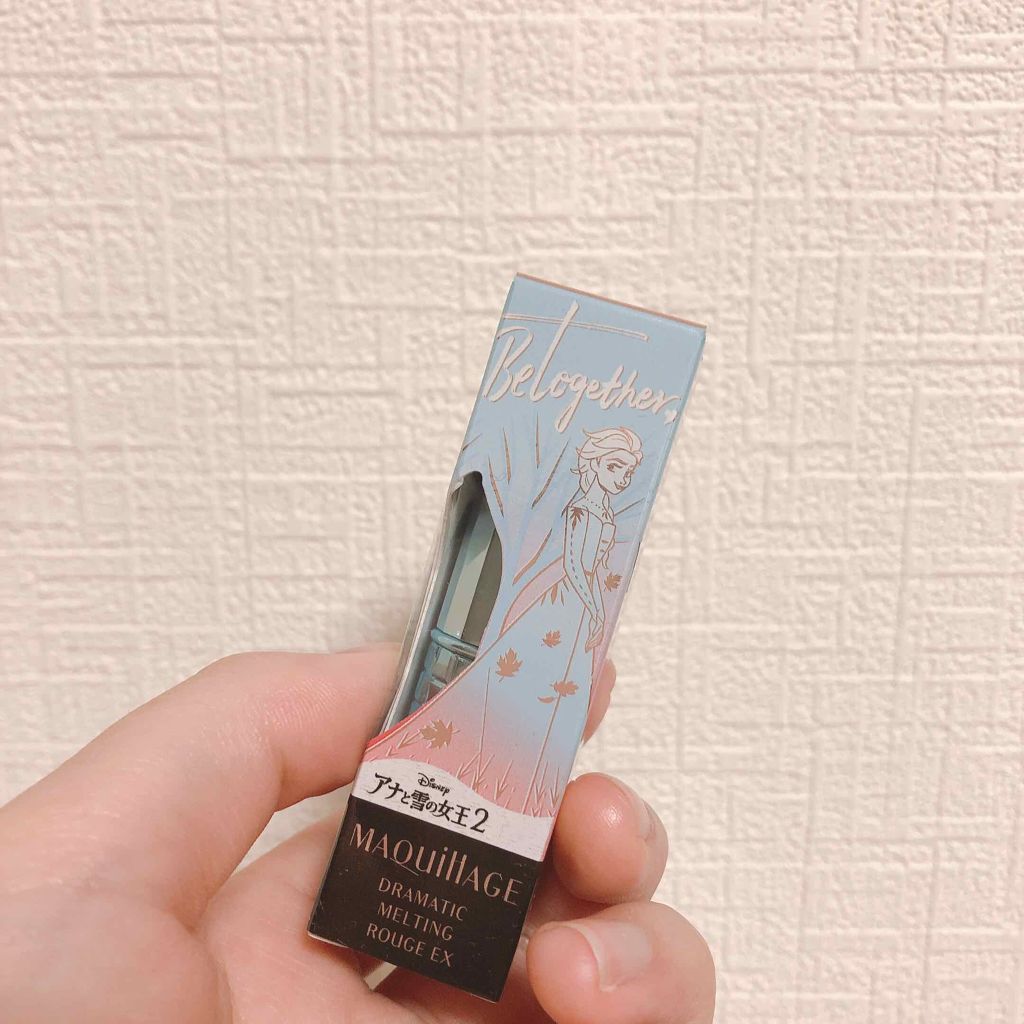 Be Together.
Disney
アナと雪の女王2
MAQuillAGE
DRAMATIC
MELTING
ROUGE EX